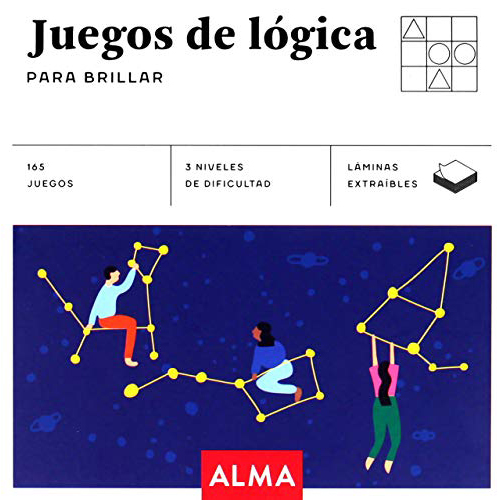 Juegos de lógica
PARA BRILLAR
165
JUEGOS
3 NIVELES
DE DIFICULTAD
LÁMINAS
EXTRAÍBLES
ALMA